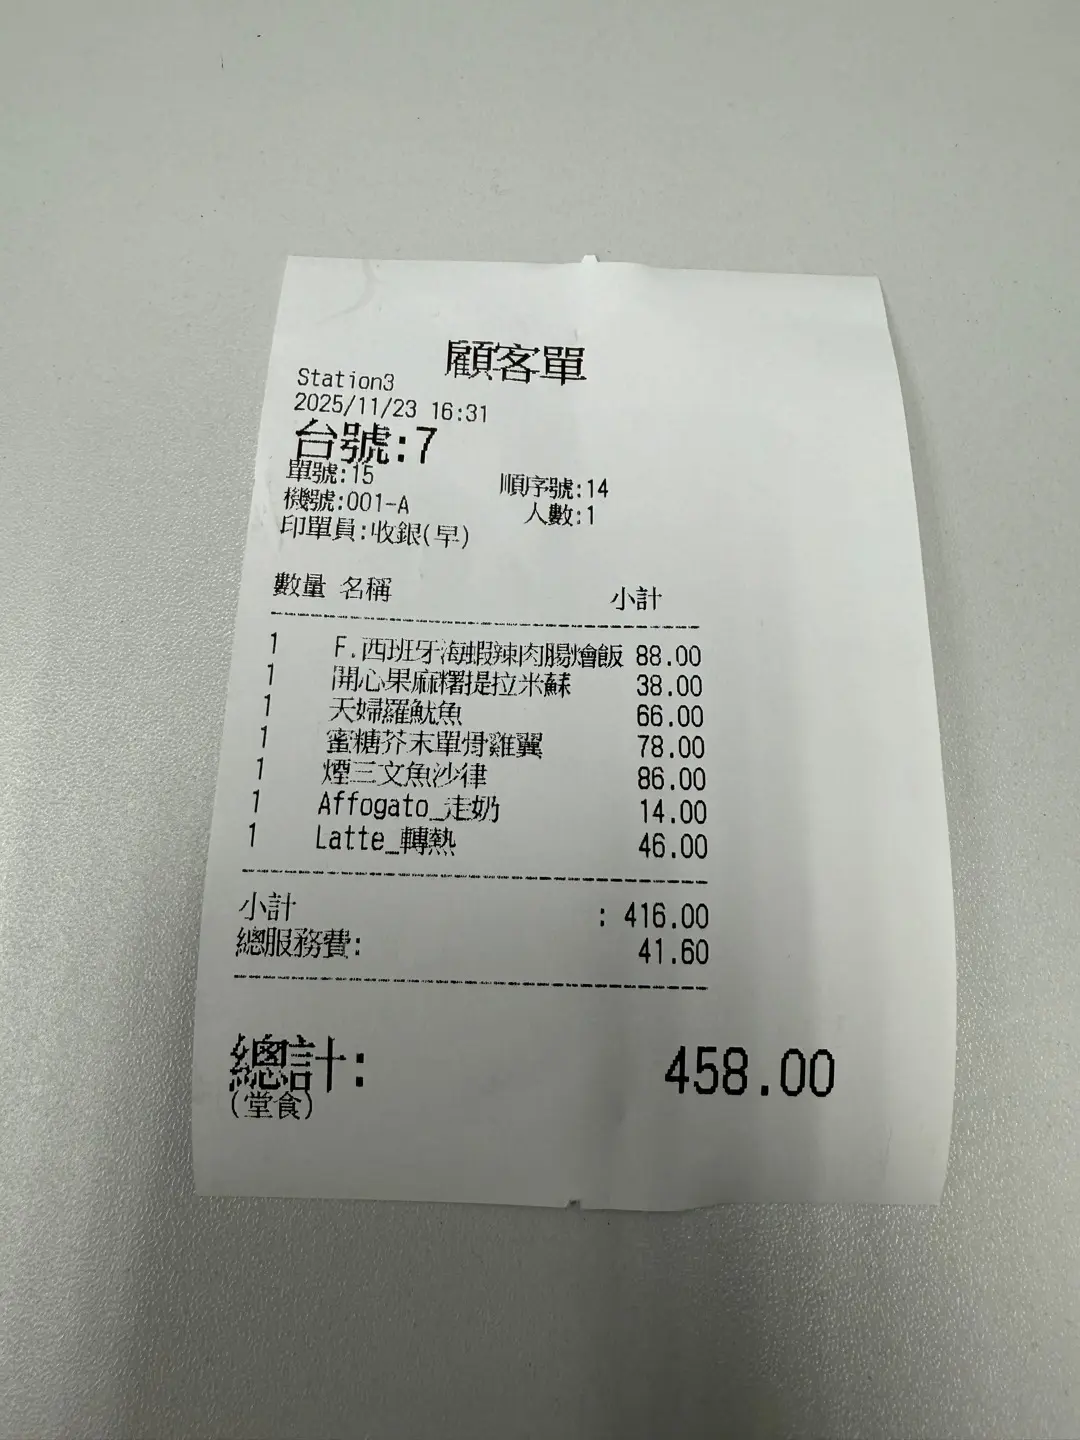 顧客單
Station3
2025/11/23 16:31
台號:7
單號:15 順序號:14
機號:001-A 人數:1
印單員:收銀(早)
數量 名稱 小計
1 F.西班牙海蝦辣肉腸燴飯 88.00
1 開心果麻糬提拉米蘇 38.00
1 天婦羅魷魚 66.00
1 蜜糖芥末單骨雞翼 78.00
1 煙三文魚沙律 86.00
1 Affogato_走奶 14.00
1 Latte_轉熱 46.00
小計 : 416.00
總服務費: 41.60
總計: 458.00
(堂食)